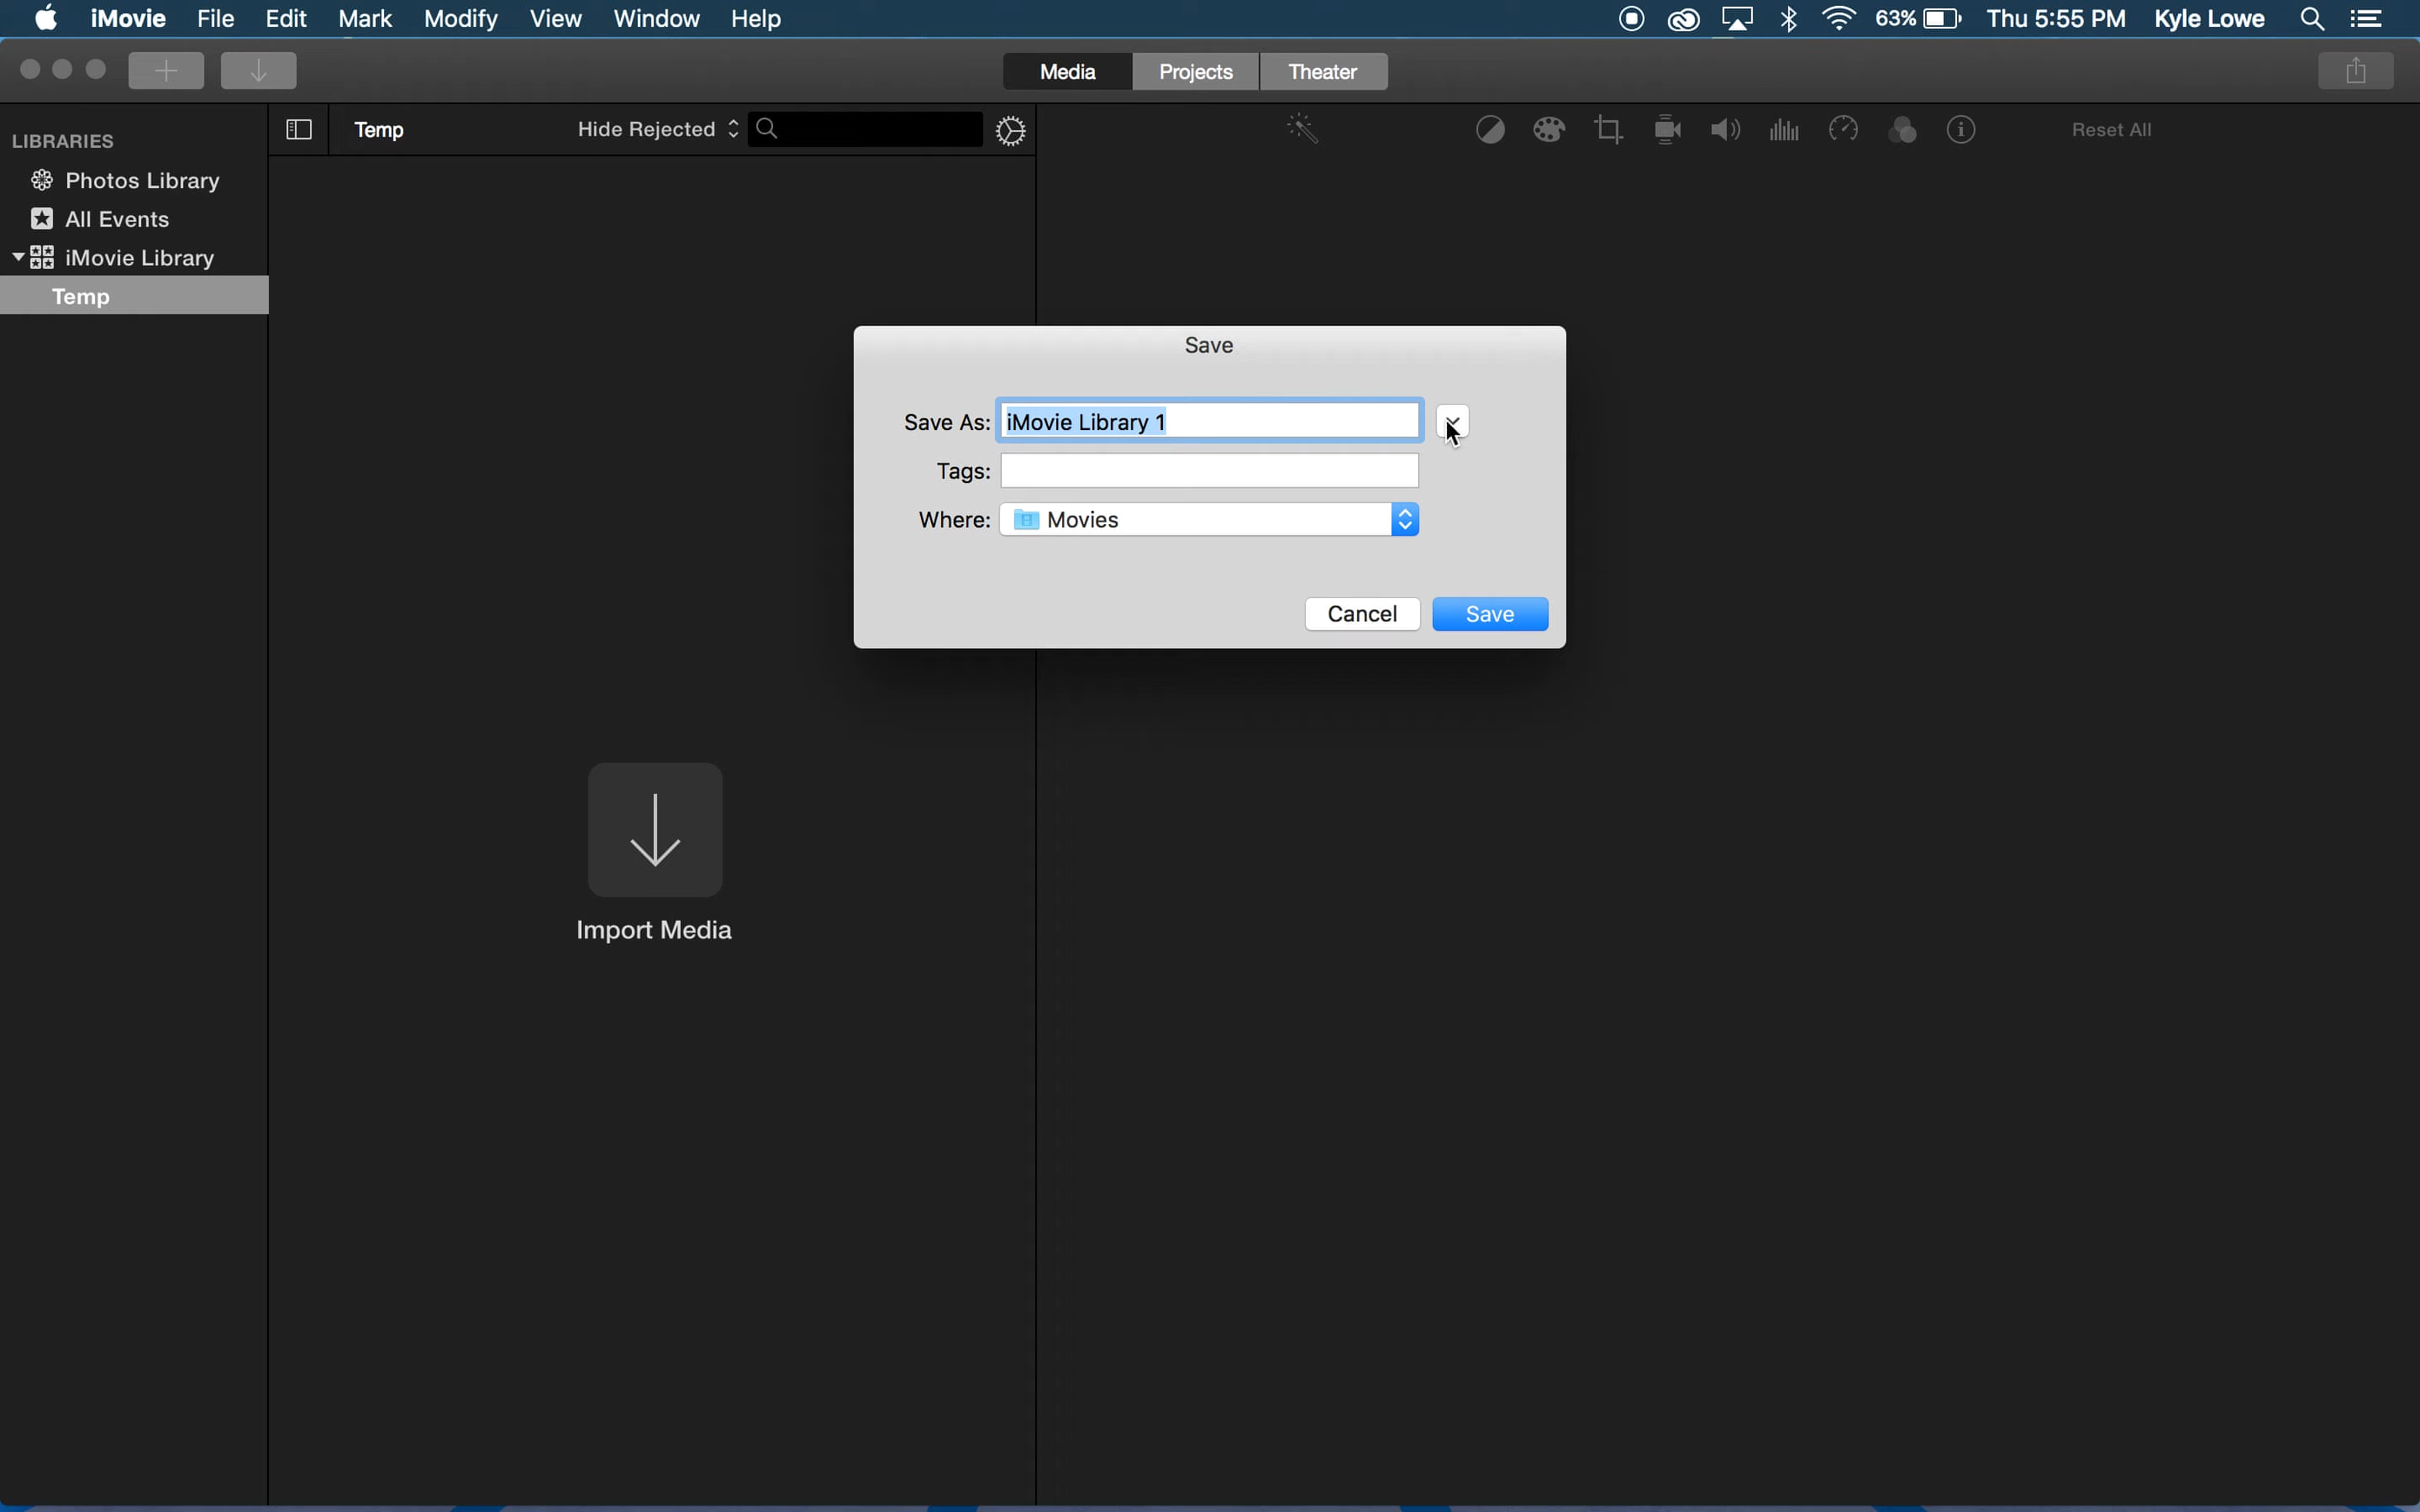 iMovie File Edit Mark Modify View Window Help 63% Thu 5:55 PM Kyle Lowe
Media Projects Theater
LIBRARIES
Photos Library
All Events
iMovie Library
Temp
Temp Hide Rejected
Reset All
Save
Save As: iMovie Library 1
Tags:
Where: Movies
Cancel Save
Import Media